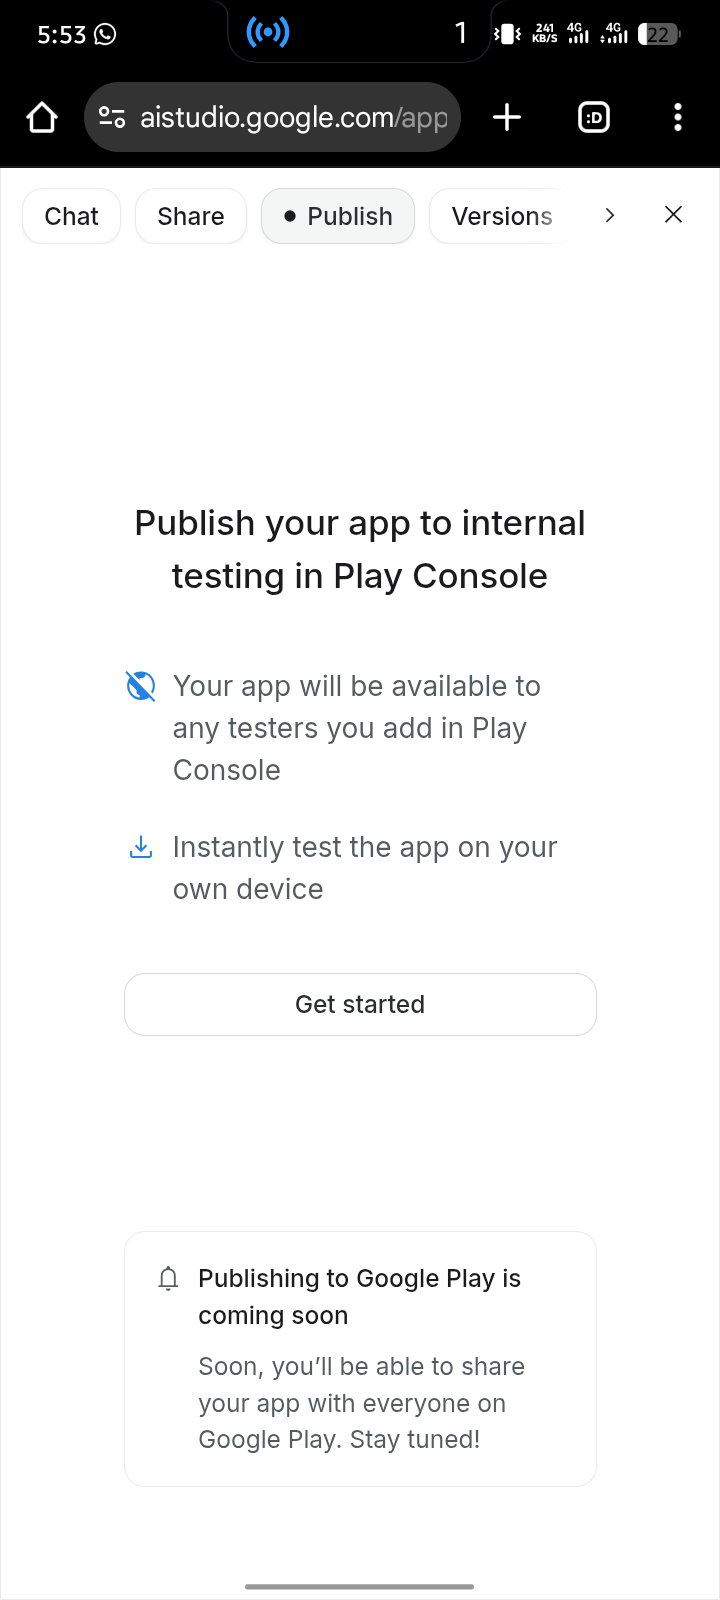 5:53
1
241
KB/S
4G
4G
22
aistudio.google.com/app
:D
Chat
Share
Publish
Versions
Publish your app to internal
testing in Play Console
Your app will be available to
any testers you add in Play
Console
Instantly test the app on your
own device
Get started
Publishing to Google Play is
coming soon
Soon, you’ll be able to share
your app with everyone on
Google Play. Stay tuned!